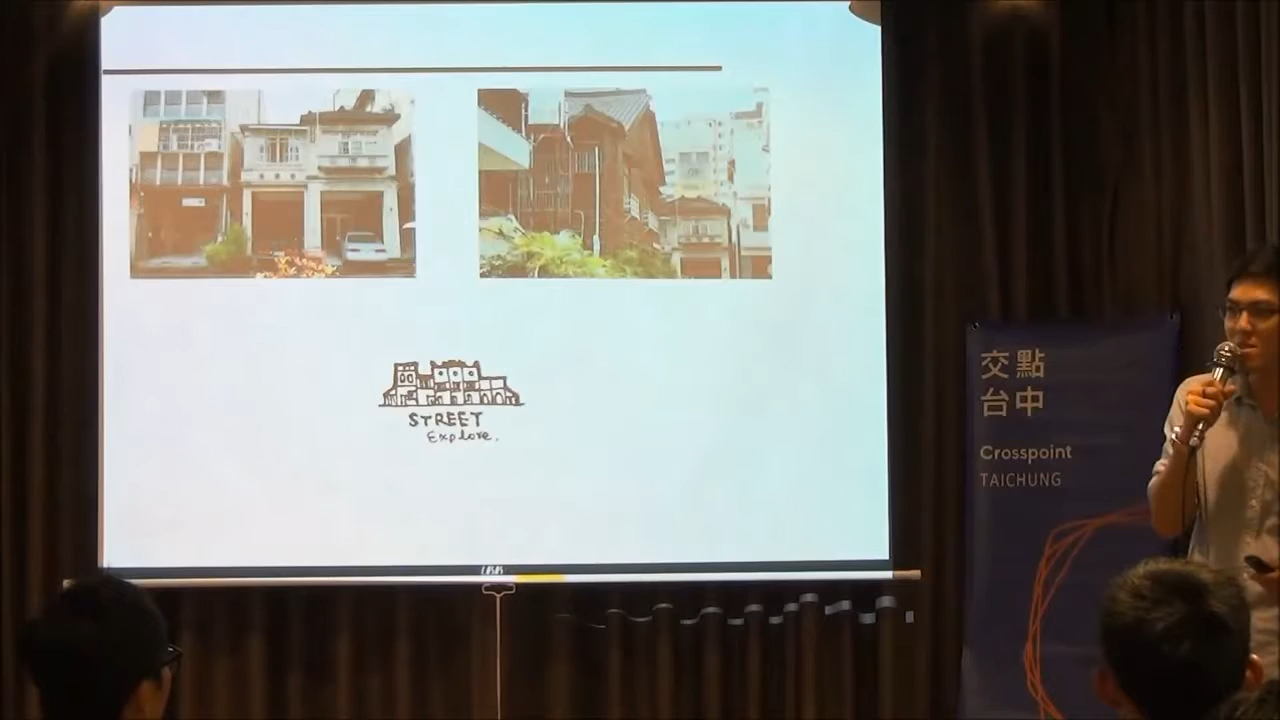 STREET
Explore.
交點
台中
Crosspoint
TAICHUNG